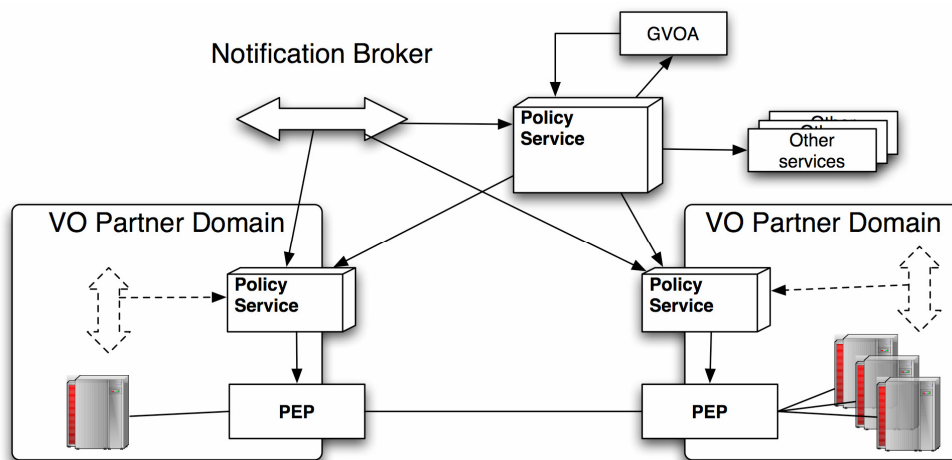 GVOA
Notification Broker
Policy
Service
Other
Other
Other
services
VO Partner Domain
VO Partner Domain
Policy
Service
Policy
Service
PEP
PEP